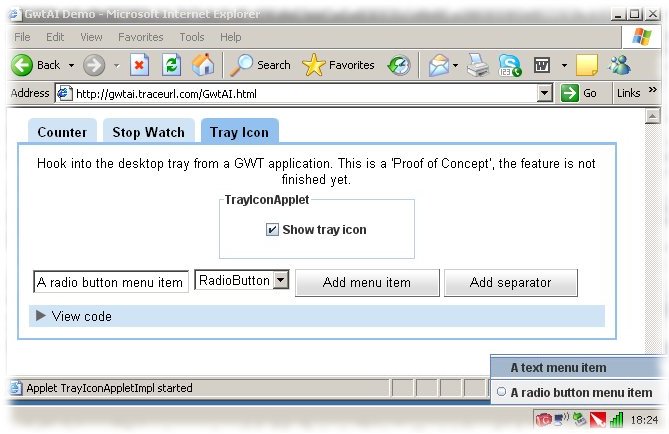 GwtAI Demo - Microsoft Internet Explorer
File Edit View Favorites Tools Help
Back Search Favorites
Address http://gwtai.traceurl.com/GwtAI.html Go Links »
Counter Stop Watch Tray Icon
Hook into the desktop tray from a GWT application. This is a 'Proof of Concept', the feature is not
finished yet.
TrayIconApplet
Show tray icon
A radio button menu item RadioButton Add menu item Add separator
View code
A text menu item
Applet TrayIconAppletImpl started
A radio button menu item
18:24